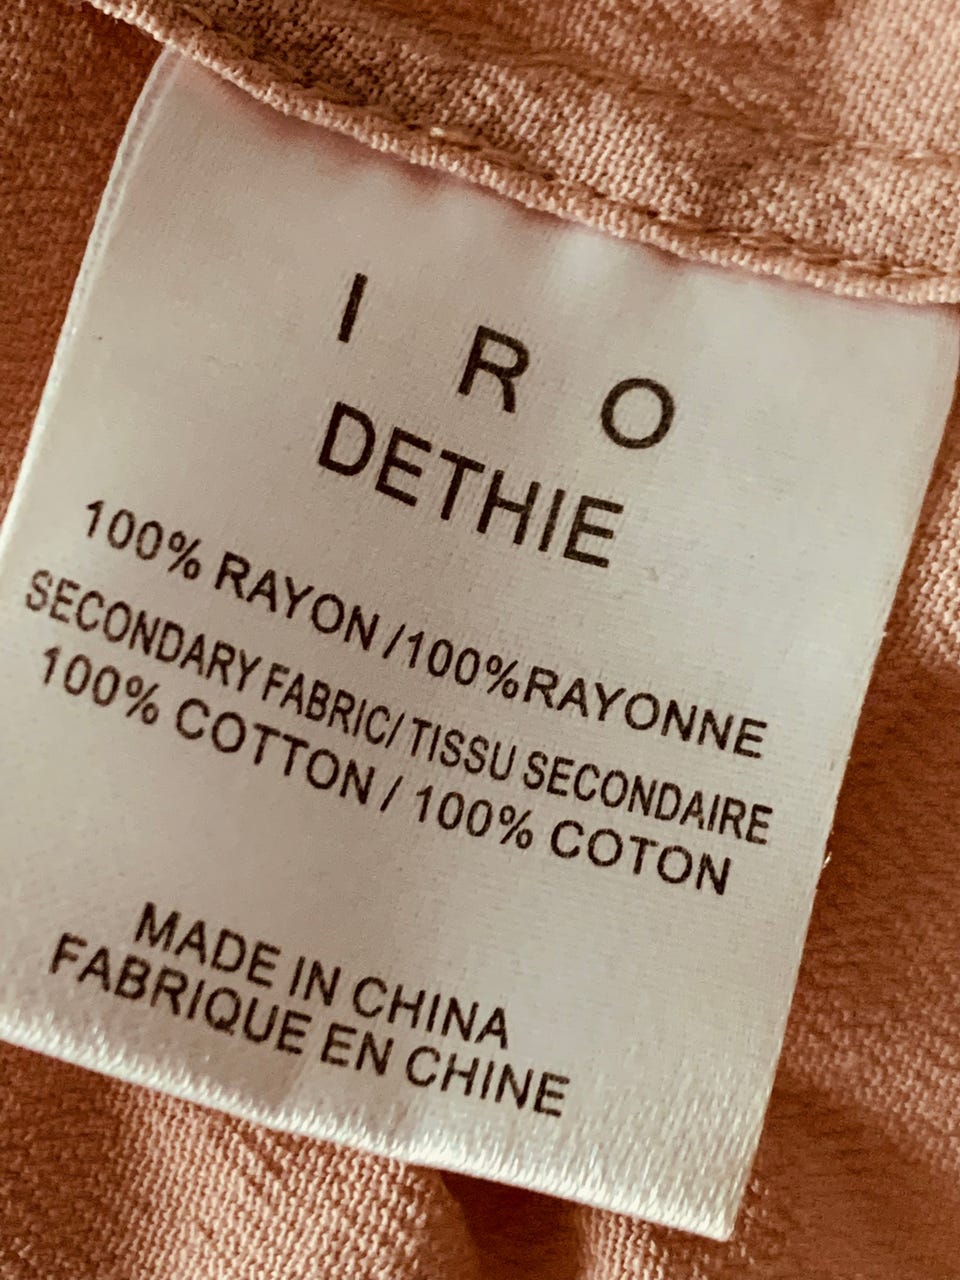 I R O
DETHIE
100% RAYON /100%RAYONNE
SECONDARY FABRIC/ TISSU SECONDAIRE
100% COTTON / 100% COTON
MADE IN CHINA
FABRIQUE EN CHINE